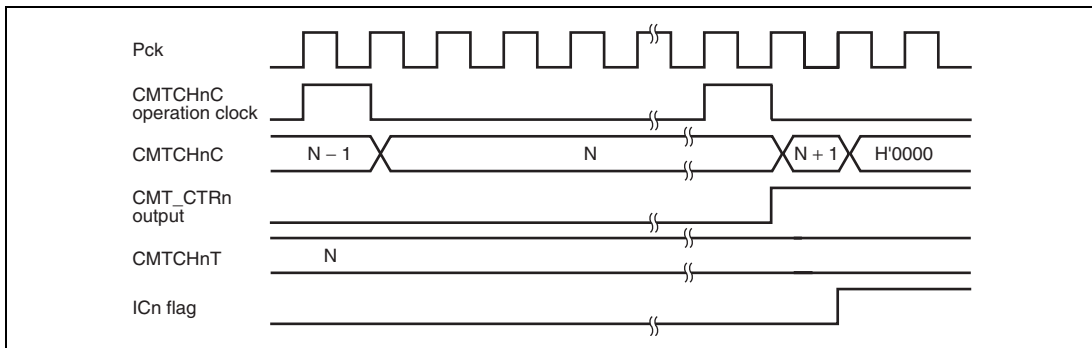 Pck
CMTCHnC
operation clock
CMTCHnC
N – 1
N
N + 1
H'0000
CMT_CTRn
output
CMTCHnT
N
ICn flag